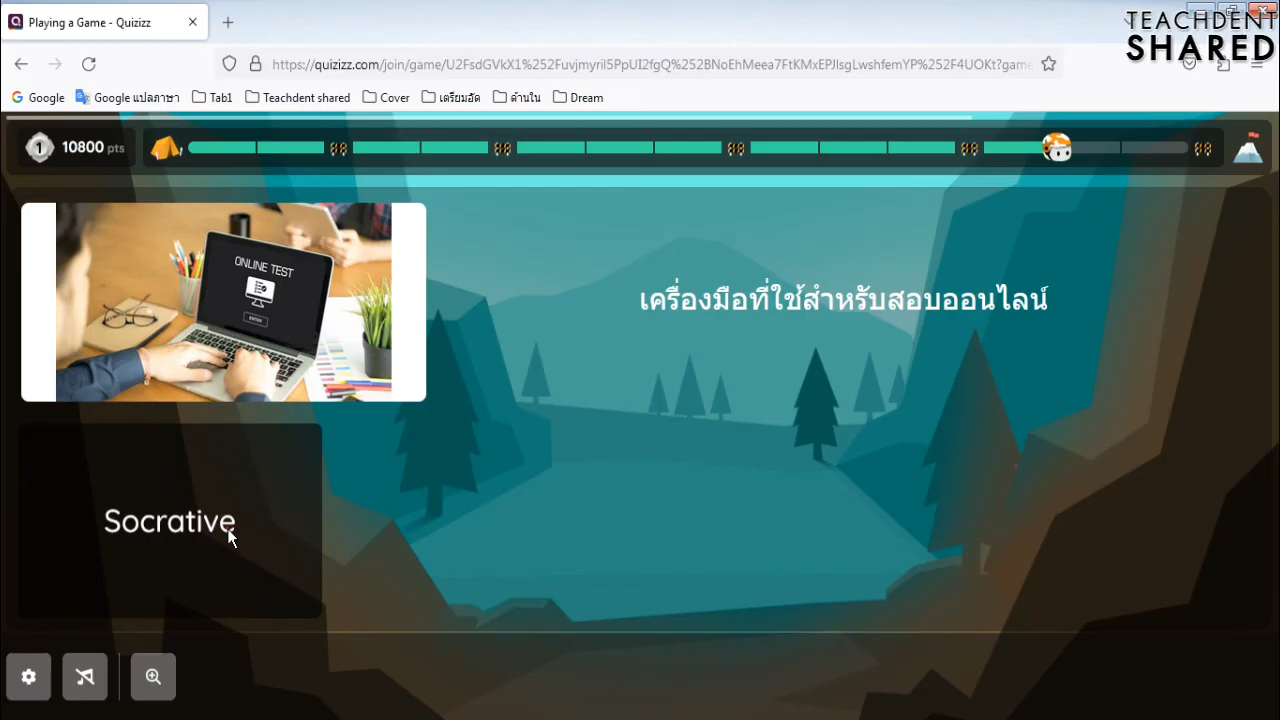 Playing a Game - Quizizz
TEACHDENT
SHARED
https://quizizz.com/join/game/U2FsdGVkX1%252Fuvjmyril5PpUI2fgQ%252BNoEhMeea7FtKMxEPJlsgLwshfemYP%252F4UOKt?game
Google
Google แปลภาษา
Tab1
Teachdent shared
Cover
เตรียมอัด
ด้านใน
Dream
1
10800 pts
ONLINE TEST
ENTER
เครื่องมือที่ใช้สำหรับสอบออนไลน์
Socrative